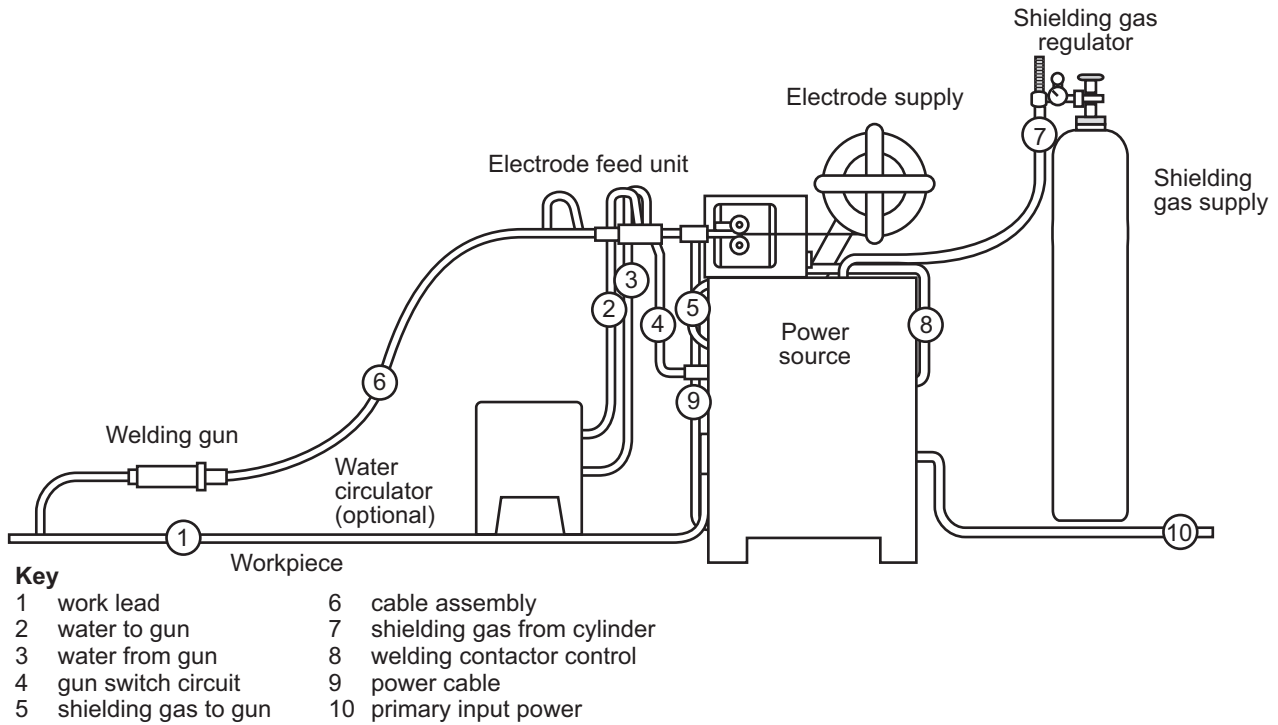 Shielding gas
regulator
Electrode supply
7
Electrode feed unit
Shielding
gas supply
3
2
5
4
Power
source
8
6
9
Welding gun
Water
circulator
(optional)
1
10
Workpiece
Key
1 work lead
2 water to gun
3 water from gun
4 gun switch circuit
5 shielding gas to gun
6 cable assembly
7 shielding gas from cylinder
8 welding contactor control
9 power cable
10 primary input power